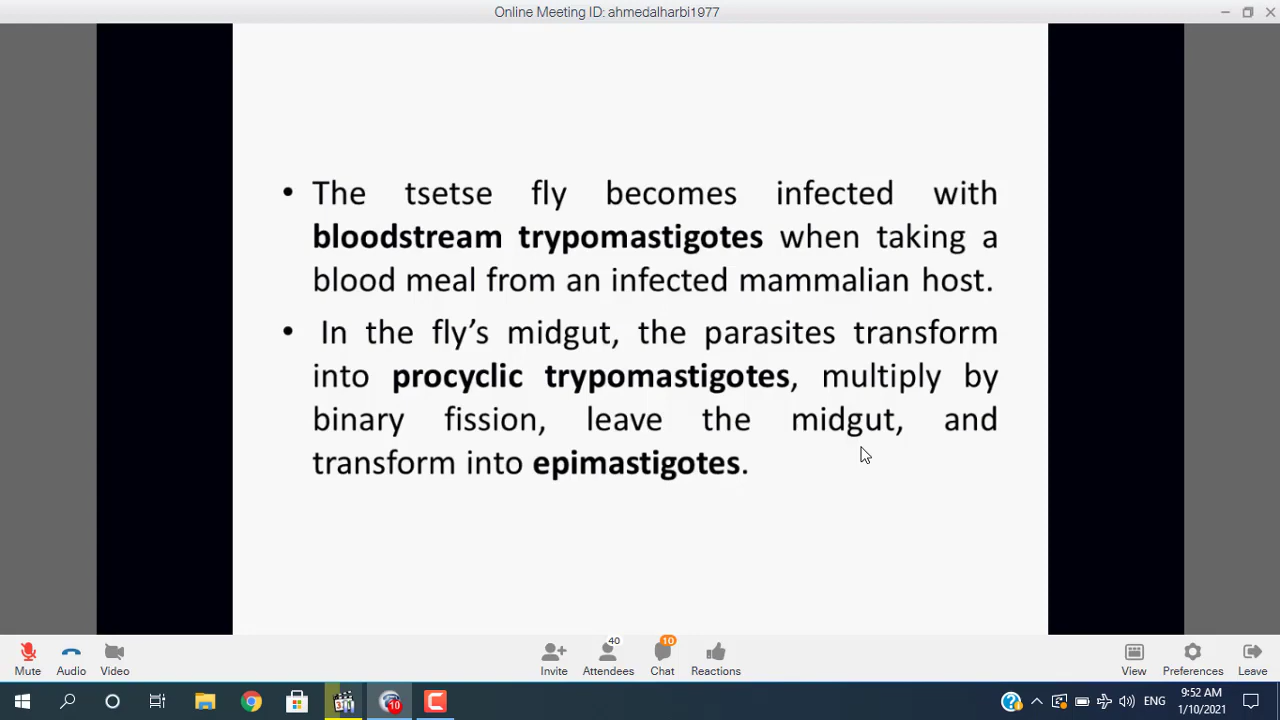 Online Meeting ID: ahmedalharbi1977
• The tsetse fly becomes infected with
bloodstream trypomastigotes when taking a
blood meal from an infected mammalian host.
• In the fly’s midgut, the parasites transform
into procyclic trypomastigotes, multiply by
binary fission, leave the midgut, and
transform into epimastigotes.
40
10
Mute Audio Video Invite Attendees Chat Reactions View Preferences Leave
10
ENG
9:52 AM
1/10/2021